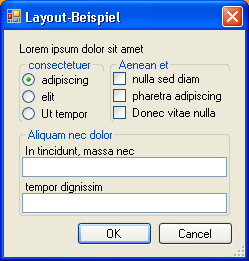 Layout-Beispiel
Lorem ipsum dolor sit amet
consectetuer
adipiscing
elit
Ut tempor
Aenean et
nulla sed diam
pharetra adipiscing
Donec vitae nulla
Aliquam nec dolor
In tincidunt, massa nec
tempor dignissim
OK
Cancel